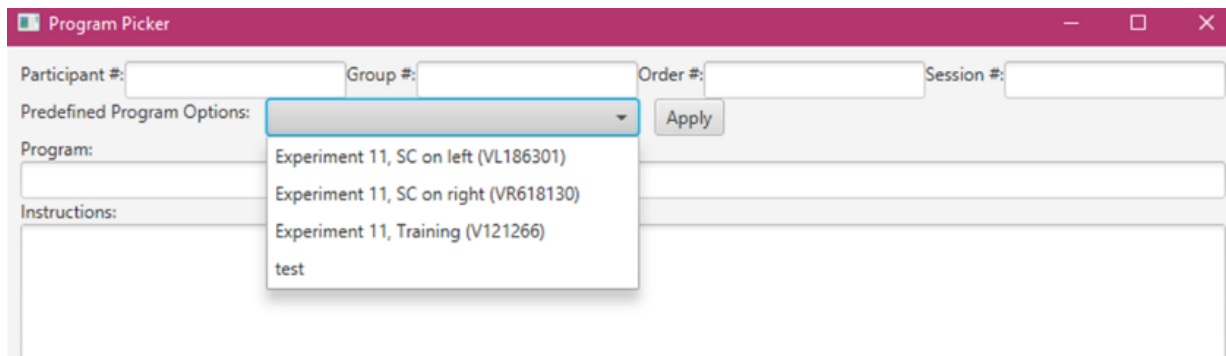 Program Picker
Participant #: Group #: Order #: Session #:
Predefined Program Options: Apply
Experiment 11, SC on left (VL186301)
Program:
Experiment 11, SC on right (VR618130)
Instructions:
Experiment 11, Training (V121266)
test